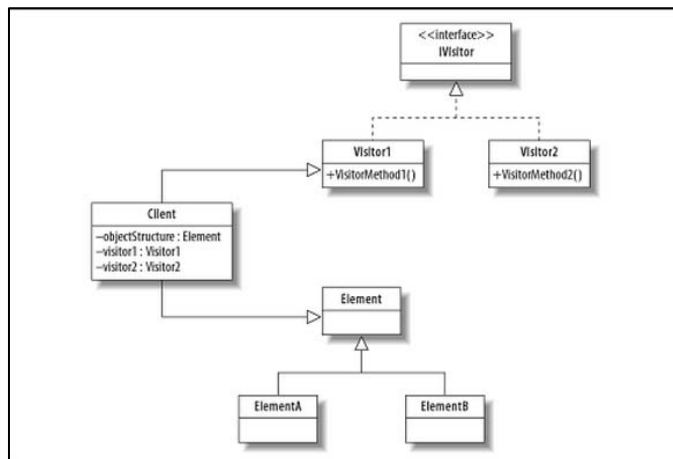 <<interface>>
IVisitor
Visitor1
+VisitorMethod1()
Visitor2
+VisitorMethod2()
Client
–objectStructure : Element
–visitor1 : Visitor1
–visitor2 : Visitor2
Element
ElementA
ElementB